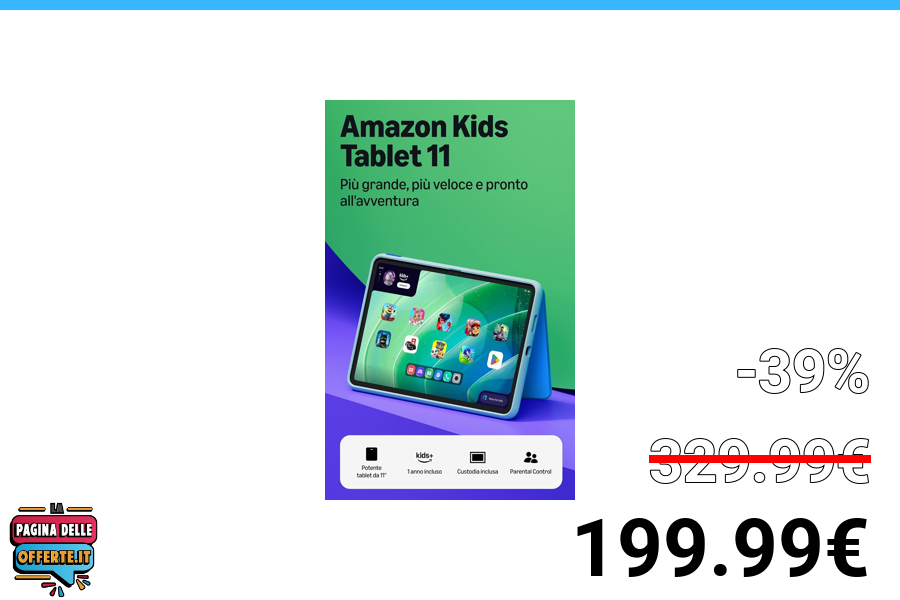 Amazon Kids
Tablet 11
Più grande, più veloce e pronto
all'avventura
kids+
kids+
Potente
tablet da 11"
1 anno incluso
Custodia inclusa
Parental Control
-39%
329.99€
199.99€
LA
PAGINA DELLE
OFFERTE.IT